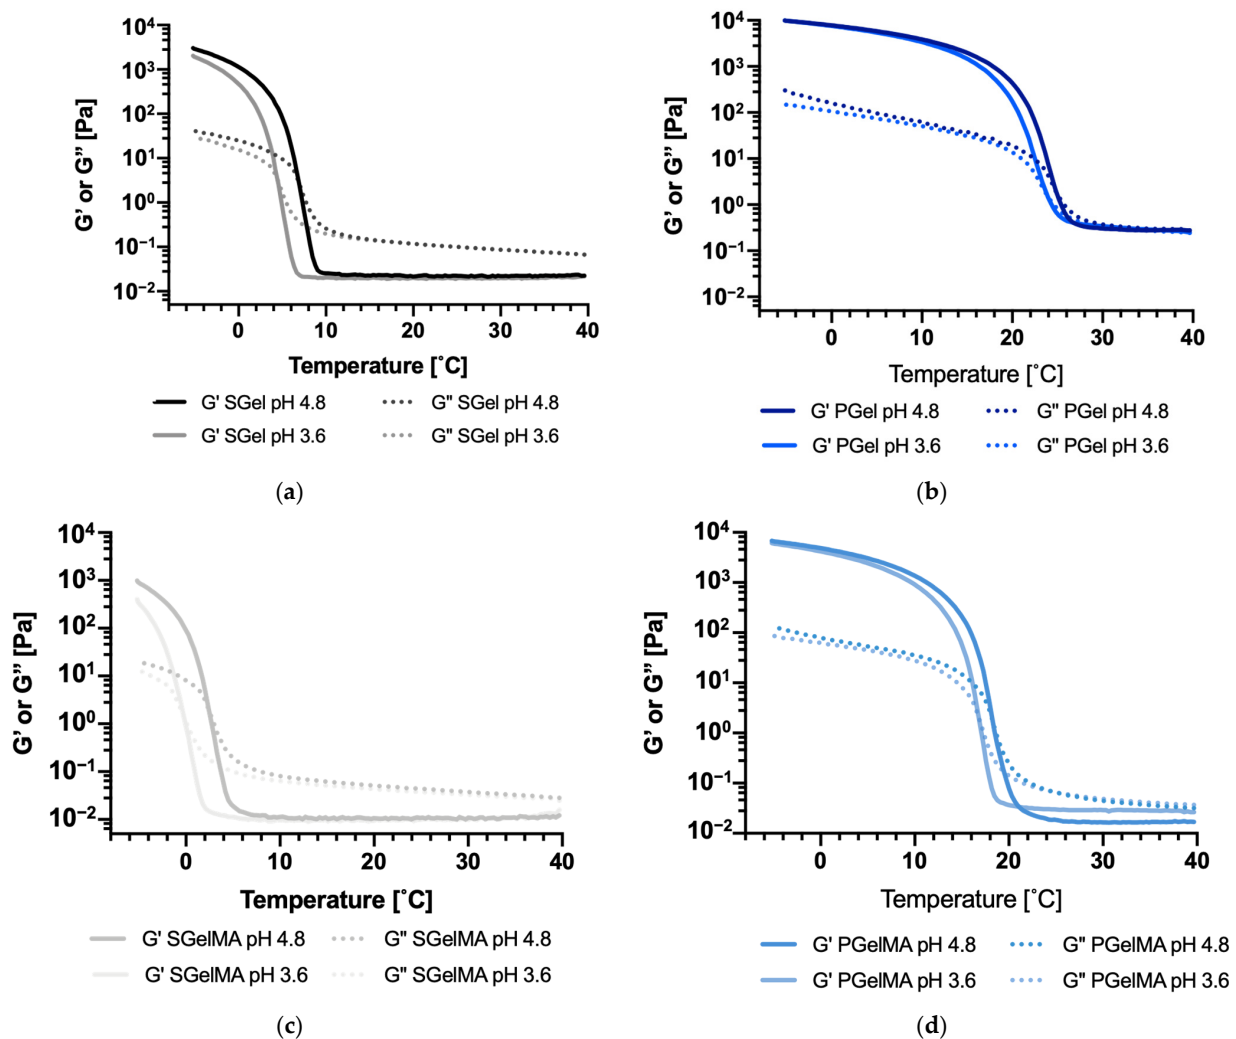 10⁴
10³
10²
10¹
10⁰
10⁻¹
10⁻²
G' or G” [Pa]
0 10 20 30 40
Temperature [˚C]
G' SGel pH 4.8 G'' SGel pH 4.8
G' SGel pH 3.6 G'' SGel pH 3.6
(a)
10⁴
10³
10²
10¹
10⁰
10⁻¹
10⁻²
G' or G” [Pa]
0 10 20 30 40
Temperature [˚C]
G' PGel pH 4.8 G'' PGel pH 4.8
G' PGel pH 3.6 G'' PGel pH 3.6
(b)
10⁴
10³
10²
10¹
10⁰
10⁻¹
10⁻²
G' or G” [Pa]
0 10 20 30 40
Temperature [˚C]
G' SGelMA pH 4.8 G'' SGelMA pH 4.8
G' SGelMA pH 3.6 G'' SGelMA pH 3.6
(c)
10⁴
10³
10²
10¹
10⁰
10⁻¹
10⁻²
G' or G” [Pa]
0 10 20 30 40
Temperature [˚C]
G' PGelMA pH 4.8 G'' PGelMA pH 4.8
G' PGelMA pH 3.6 G'' PGelMA pH 3.6
(d)